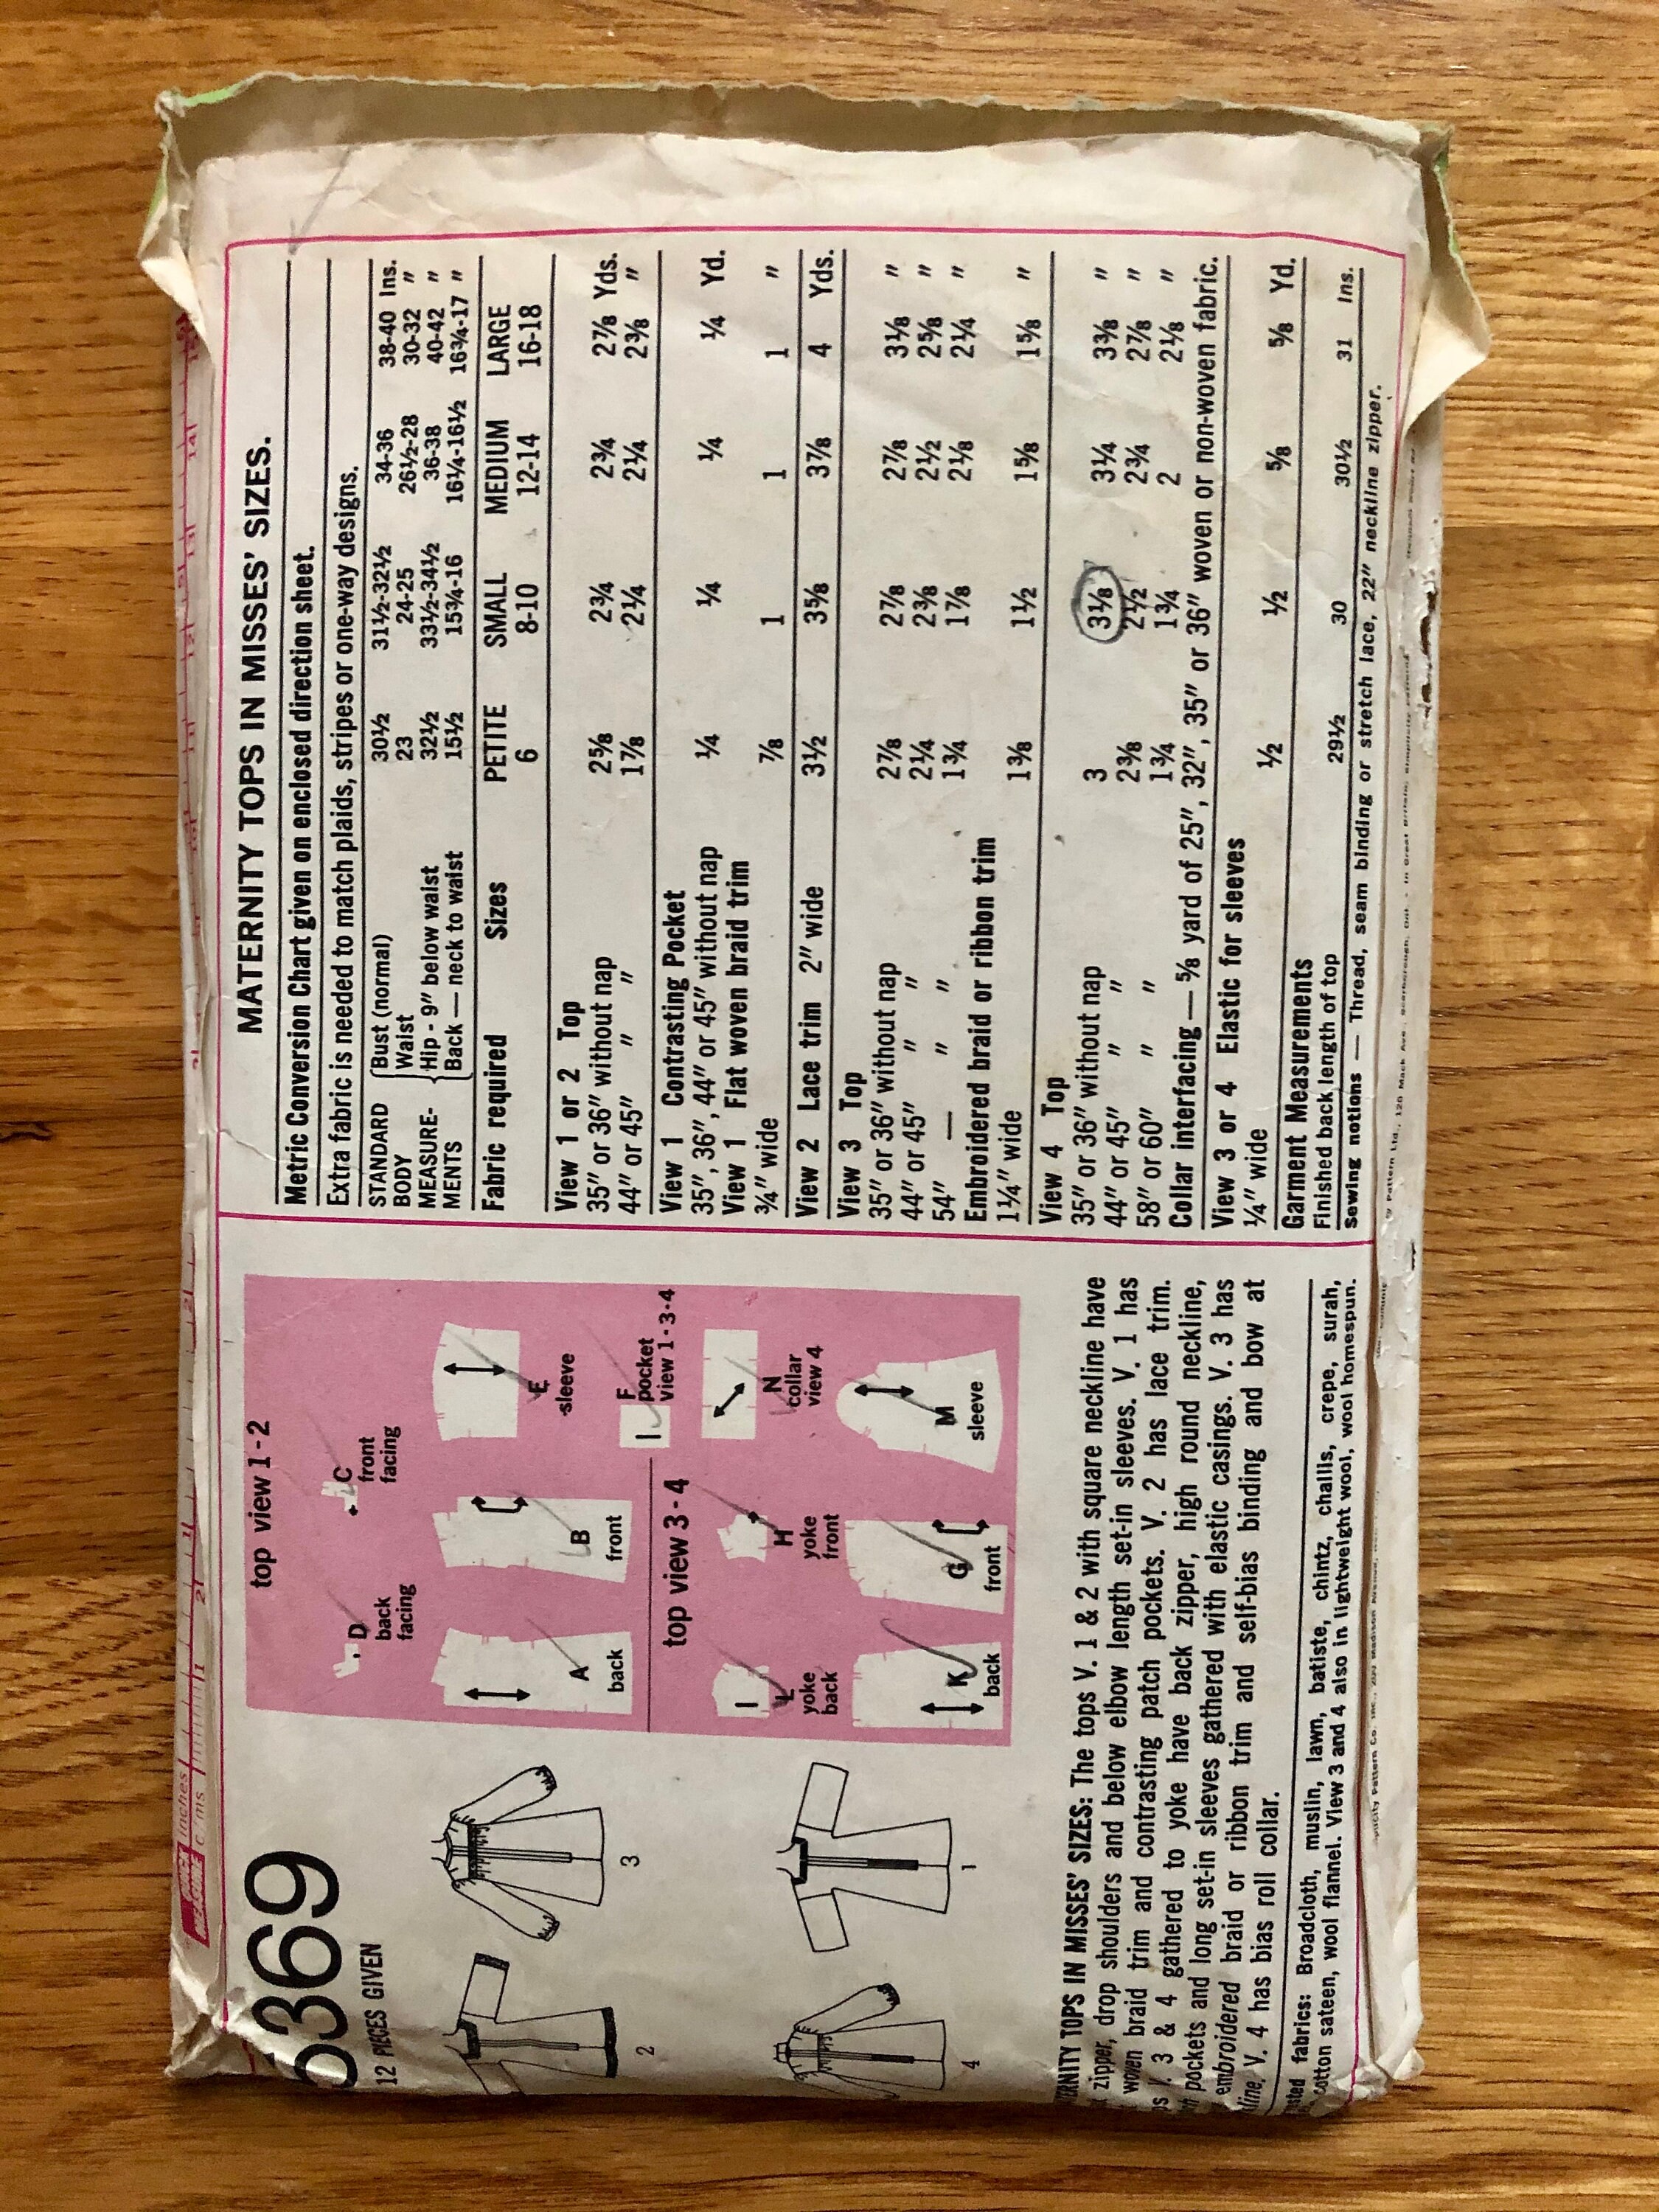 5369
12 PIECES GIVEN
2
3
4
1
top view 1-2
D
back
facing
C
front
facing
A
back
B
front
E
sleeve
F
pocket
view 1-3-4
top view 3-4
L
yoke
back
H
yoke
front
N
collar
view 4
K
back
G
front
M
sleeve
TOPS IN MISSES' SIZES: The tops V. 1 & 2 with square neckline have
zipper, drop shoulders and below elbow length set-in sleeves. V. 1 has
woven braid trim and contrasting patch pockets. V. 2 has lace trim.
3 & 4 gathered to yoke have back zipper, high round neckline,
pockets and long set-in sleeves gathered with elastic casings. V. 3 has
embroidered braid or ribbon trim and self-bias binding and bow at
V. 4 has bias roll collar.
fabrics: Broadcloth, muslin, lawn, batiste, chintz, challis, crepe, surah,
cotton sateen, wool flannel. View 3 and 4 also in lightweight wool, wool homespun.
MATERNITY TOPS IN MISSES' SIZES.
Metric Conversion Chart given on enclosed direction sheet.
Extra fabric is needed to match plaids, stripes or one-way designs.
STANDARD Bust (normal) 30½ 31½-32½ 34-36 38-40 Ins.
BODY Waist 23 24-25 26½-28 30-32 "
MEASURE- Hip - 9" below waist 32½ 33½-34½ 36-38 40-42 "
MENTS Back — neck to waist 15½ 15¾-16 16¼-16½ 16¾-17 "
Fabric required Sizes PETITE SMALL MEDIUM LARGE
6 8-10 12-14 16-18
View 1 or 2 Top
35" or 36" without nap 2⅝ 2¾ 2¾ 2⅞ Yds.
44" or 45" " " 1⅞ 2¼ 2¼ 2⅜ "
View 1 Contrasting Pocket
35", 36", 44" or 45" without nap ¼ ¼ ¼ ¼ Yd.
View 1 Flat woven braid trim
¾" wide ⅞ 1 1 1 "
View 2 Lace trim 2" wide 3½ 3⅝ 3⅞ 4 Yds.
View 3 Top
35" or 36" without nap 2⅞ 2⅞ 2⅞ 3⅛ "
44" or 45" " " 2¼ 2⅜ 2½ 2⅝ "
54" — " " 1¾ 1⅞ 2⅛ 2¼ "
Embroidered braid or ribbon trim
1¼" wide 1⅜ 1½ 1⅝ 1⅝ "
View 4 Top
35" or 36" without nap 3 3⅛ 3¼ 3⅜ "
44" or 45" " " 2⅜ 2½ 2¾ 2⅞ "
58" or 60" " " 1¾ 1¾ 2 2⅛ "
Collar interfacing — ⅝ yard of 25", 32", 35" or 36" woven or non-woven fabric.
View 3 or 4 Elastic for sleeves
¼" wide ½ ½ ⅝ ⅝ Yd.
Garment Measurements
Finished back length of top 29½ 30 30½ 31 Ins.
Sewing notions — Thread, seam binding or stretch lace, 22" neckline zipper.